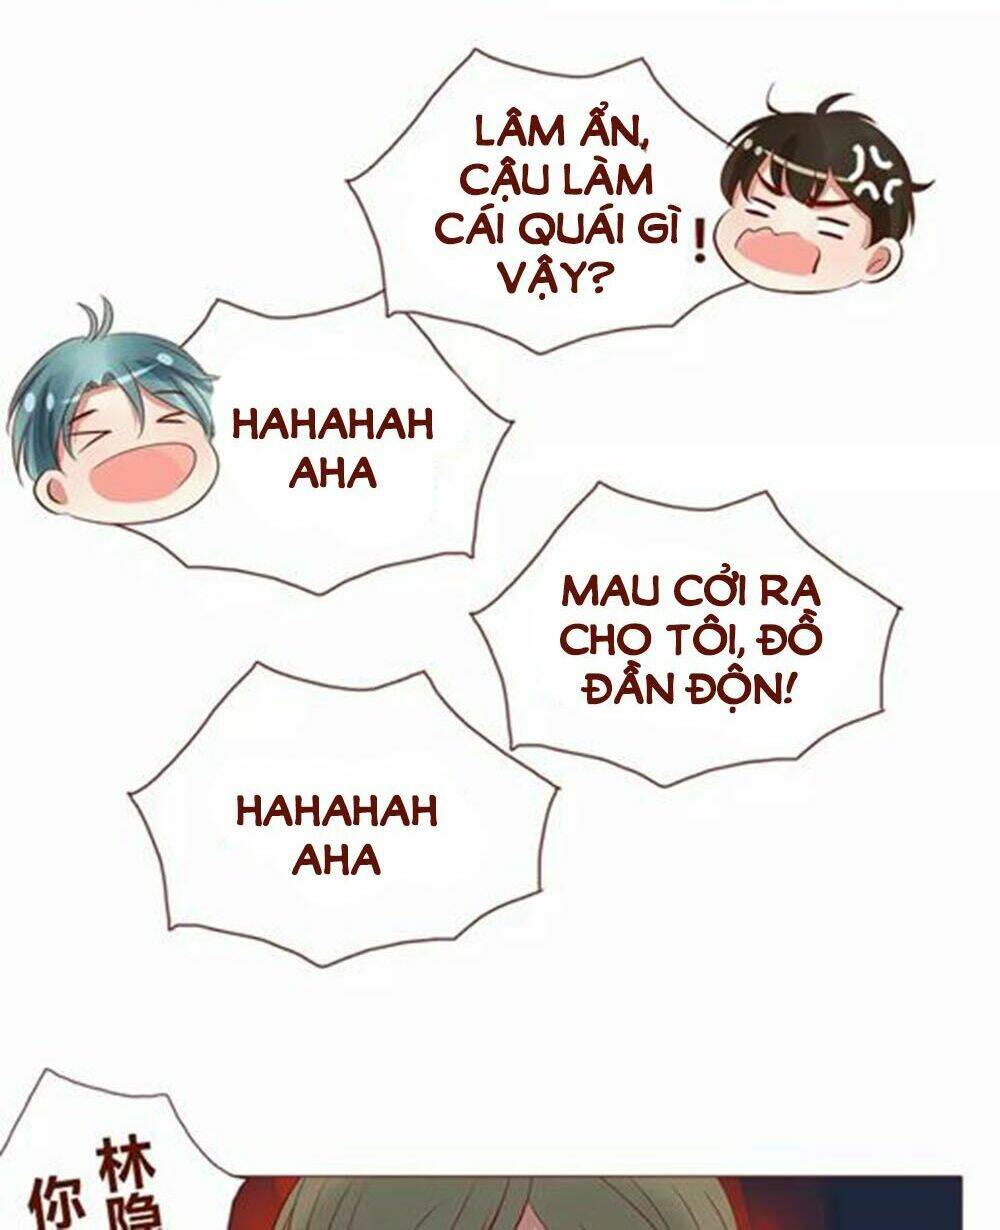 LÂM ẨN,
CẬU LÀM
CÁI QUÁI GÌ
VẬY?
!
HAHAHAH
AHA
MAU CỞI RA
CHO TÔI, ĐỒ
ĐẦN ĐỘN!
HAHAHAH
AHA
林隐
你